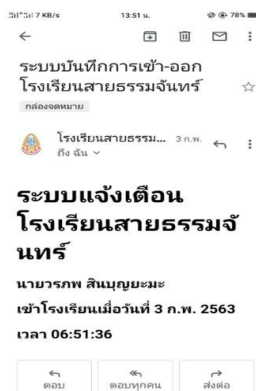 7 KB/s 13:51 น. 78%
ระบบบันทึกการเข้า-ออก
โรงเรียนสายธรรมจันทร์
กล่องจดหมาย
โรงเรียนสายธรรม... 3 ก.พ.
ถึง ฉัน
ระบบแจ้งเตือน
โรงเรียนสายธรรมจั
นทร์
นายวรภพ สินบุญยะมะ
เข้าโรงเรียนเมื่อวันที่ 3 ก.พ. 2563
เวลา 06:51:36
ตอบ ตอบทุกคน ส่งต่อ